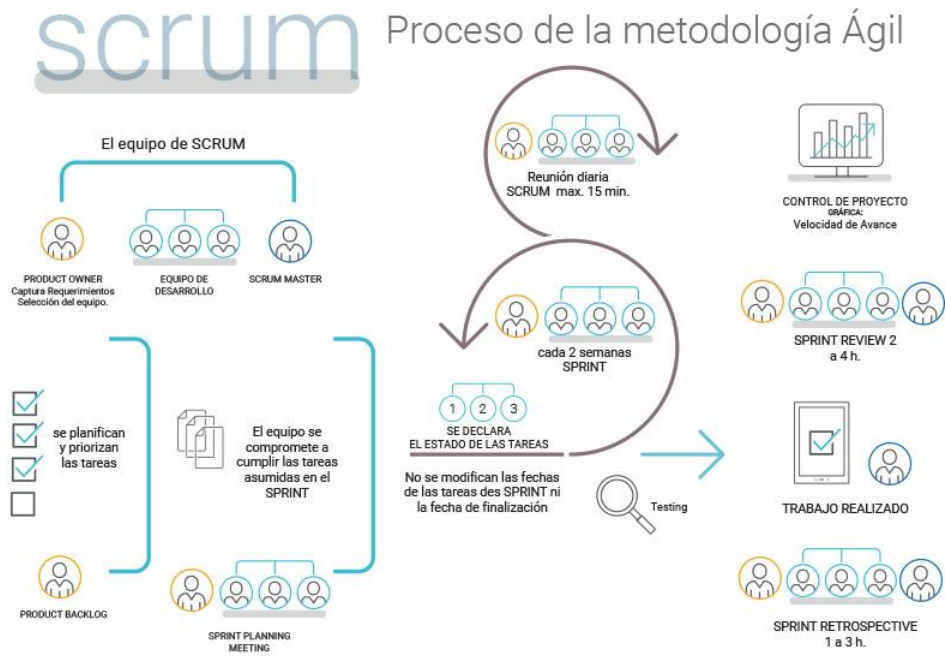 scrum
Proceso de la metodología Ágil
El equipo de SCRUM
PRODUCT OWNER
Captura Requerimientos
Selección del equipo.
EQUIPO DE
DESARROLLO
SCRUM MASTER
se planifican
y priorizan
las tareas
PRODUCT BACKLOG
El equipo se
compromete a
cumplir las tareas
asumidas en el
SPRINT
SPRINT PLANNING
MEETING
Reunión diaria
SCRUM max. 15 min.
cada 2 semanas
SPRINT
1 2 3
SE DECLARA
EL ESTADO DE LAS TAREAS
No se modifican las fechas
de las tareas des SPRINT ni
la fecha de finalización
Testing
CONTROL DE PROYECTO
GRÁFICA:
Velocidad de Avance
SPRINT REVIEW 2
a 4 h.
TRABAJO REALIZADO
SPRINT RETROSPECTIVE
1 a 3 h.